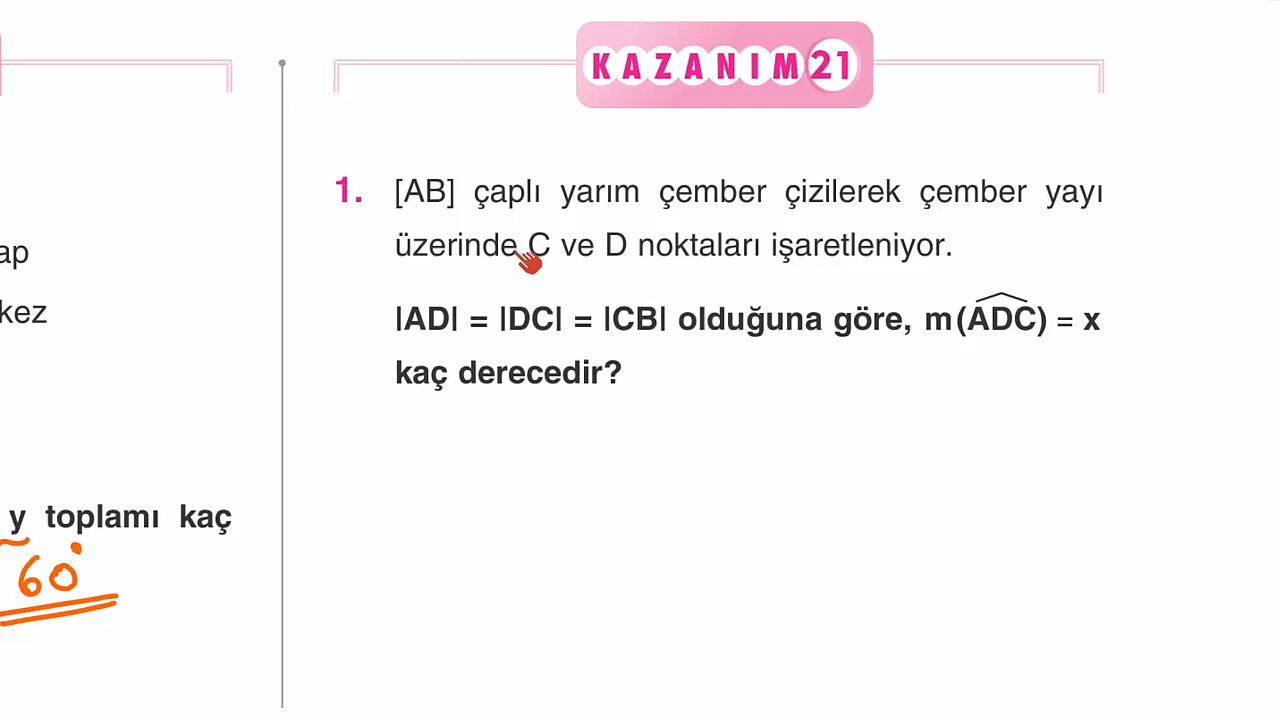 KAZANIM 21
ap
kez
y toplamı kaç
60°
1. [AB] çaplı yarım çember çizilerek çember yayı
üzerinde C ve D noktaları işaretleniyor.
|AD| = |DC| = |CB| olduğuna göre, m(ADC) = x
kaç derecedir?